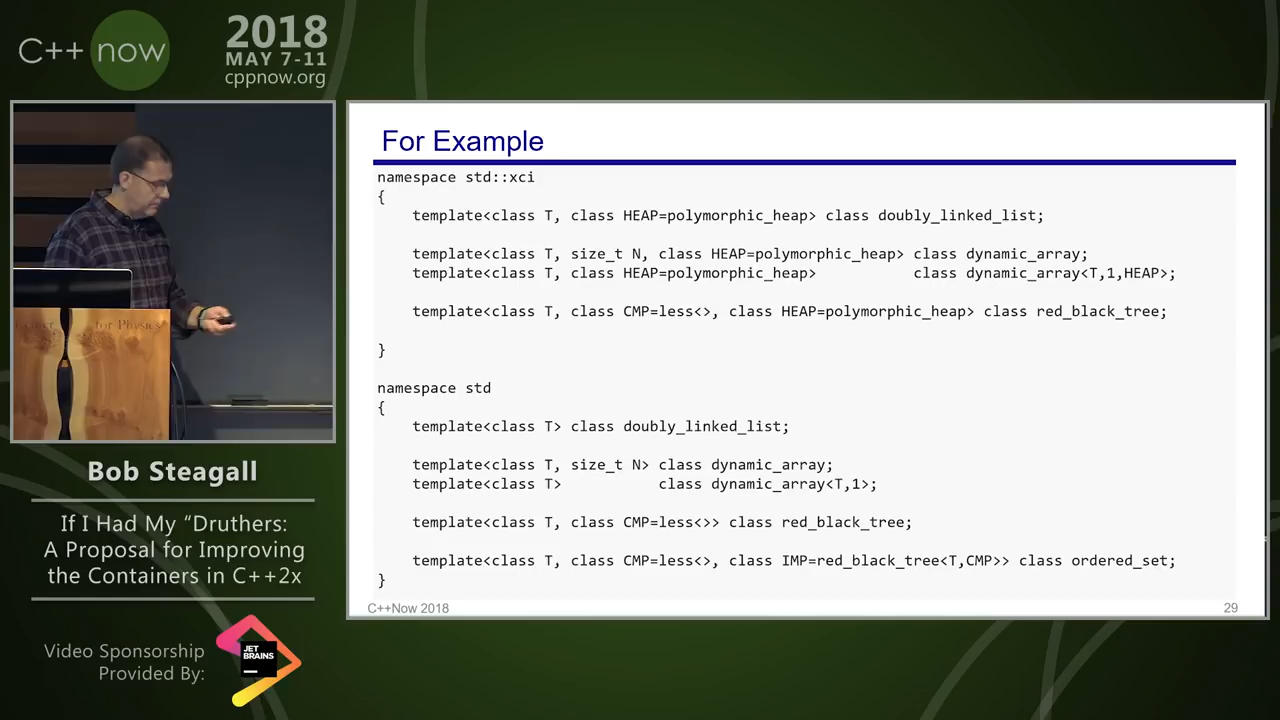 C++ now
2018
MAY 7-11
cppnow.org
For Example
namespace std::xci
{
    template<class T, class HEAP=polymorphic_heap> class doubly_linked_list;
    template<class T, size_t N, class HEAP=polymorphic_heap> class dynamic_array;
    template<class T, class HEAP=polymorphic_heap>           class dynamic_array<T,1,HEAP>;
    template<class T, class CMP=less<>, class HEAP=polymorphic_heap> class red_black_tree;
}
namespace std
{
    template<class T> class doubly_linked_list;
    template<class T, size_t N> class dynamic_array;
    template<class T>           class dynamic_array<T,1>;
    template<class T, class CMP=less<>> class red_black_tree;
    template<class T, class CMP=less<>, class IMP=red_black_tree<T,CMP>> class ordered_set;
}
C++Now 2018
29
for Physics
Bob Steagall
If I Had My “Druthers:
A Proposal for Improving
the Containers in C++2x
Video Sponsorship
Provided By:
JET
BRAINS